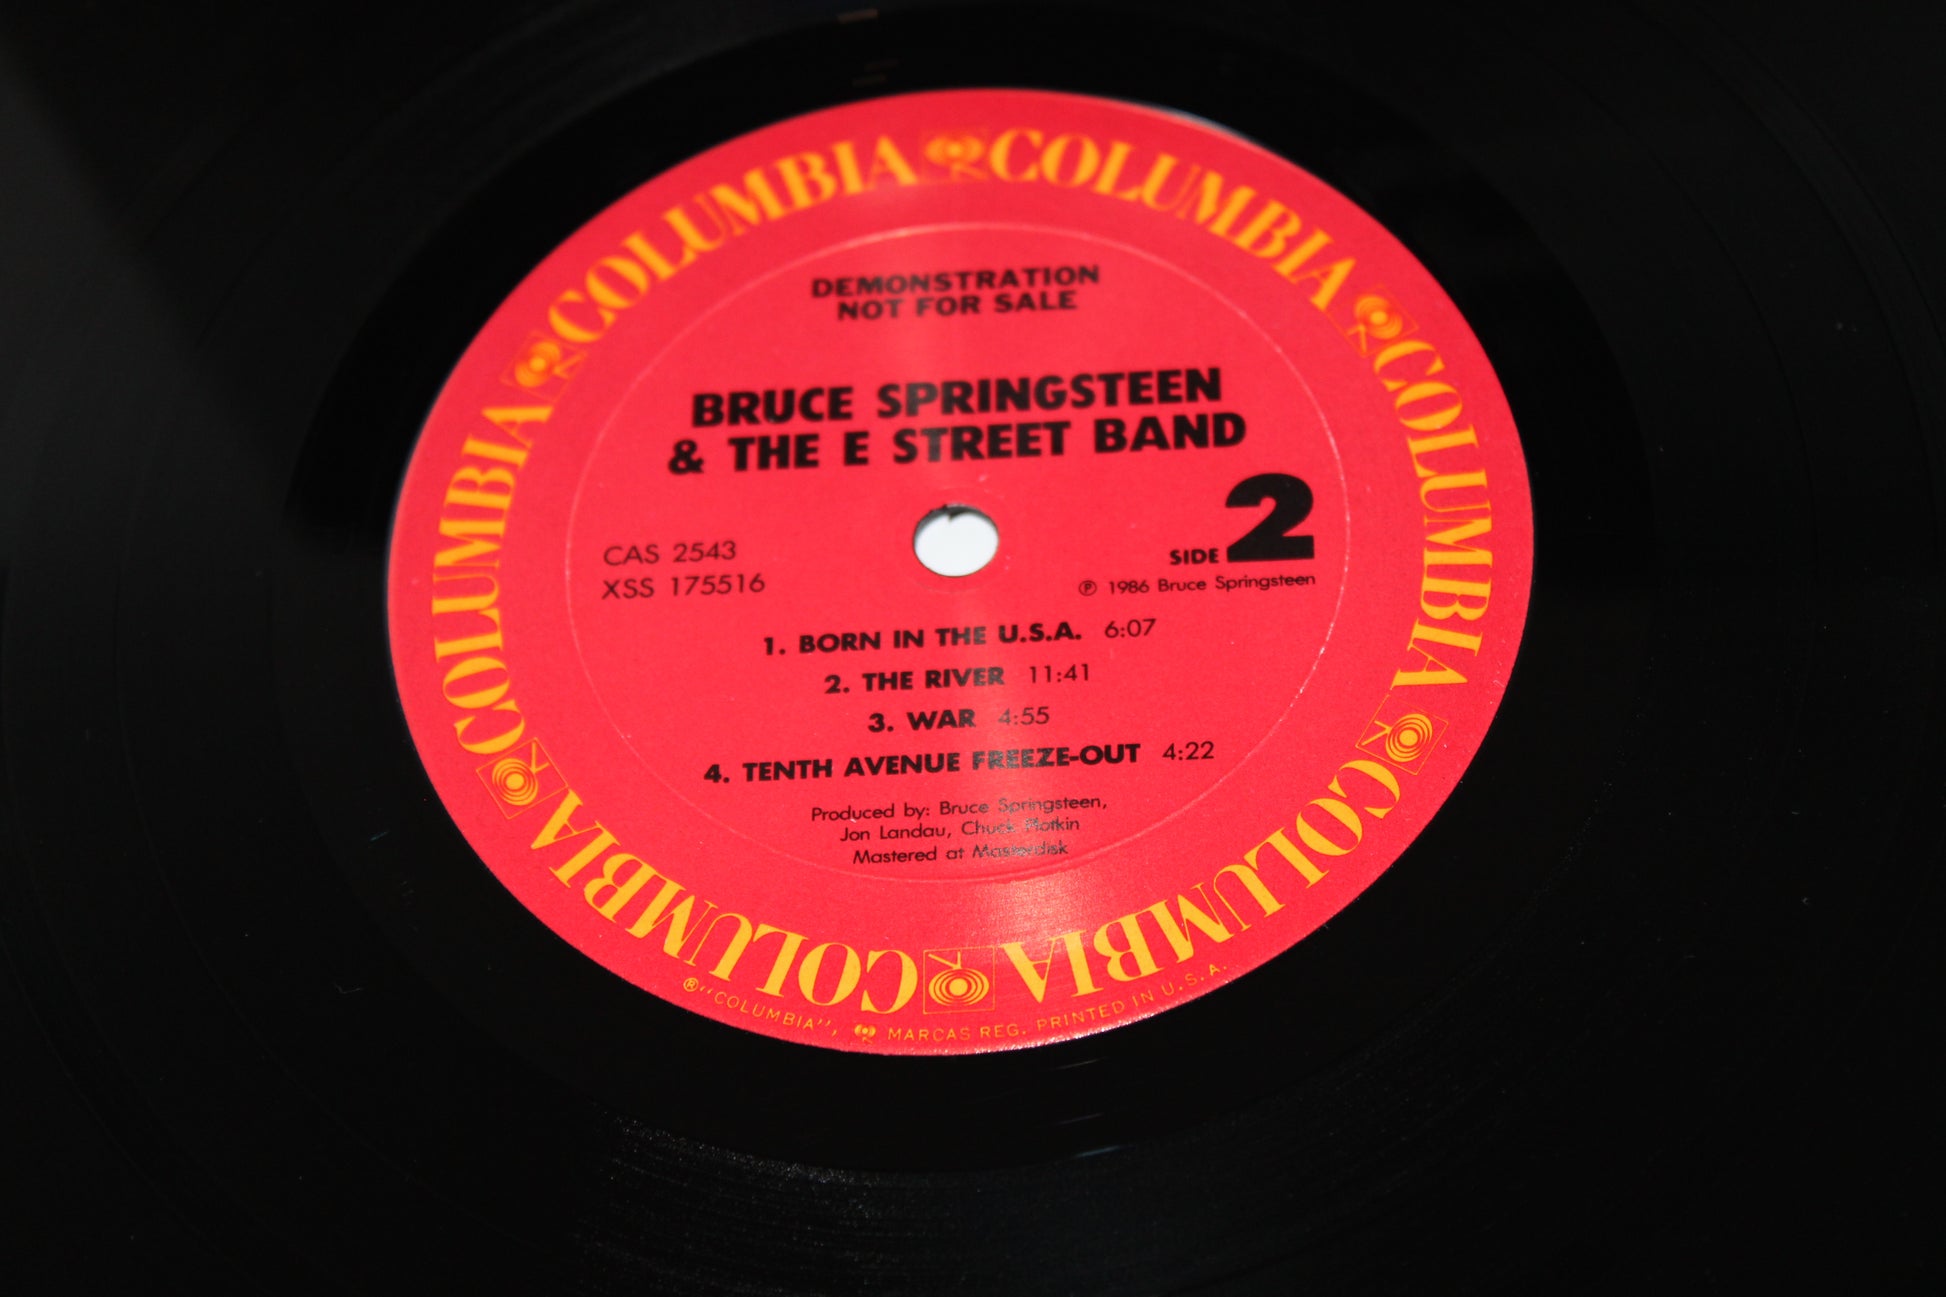 COLUMBIA COLUMBIA COLUMBIA COLUMBIA COLUMBIA COLUMBIA
DEMONSTRATION
NOT FOR SALE
BRUCE SPRINGSTEEN
& THE E STREET BAND
CAS 2543
XSS 175516
SIDE 2
℗ 1986 Bruce Springsteen
1. BORN IN THE U.S.A. 6:07
2. THE RIVER 11:41
3. WAR 4:55
4. TENTH AVENUE FREEZE-OUT 4:22
Produced by: Bruce Springsteen,
Jon Landau, Chuck Plotkin
Mastered at Masterdisk
®"COLUMBIA", MARCAS REG. PRINTED IN U.S.A.